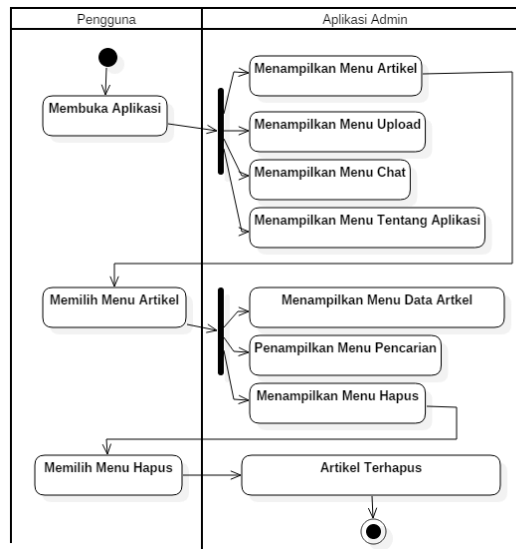 Pengguna
Aplikasi Admin
Menampilkan Menu Artikel
Membuka Aplikasi
Menampilkan Menu Upload
Menampilkan Menu Chat
Menampilkan Menu Tentang Aplikasi
Memilih Menu Artikel
Menampilkan Menu Data Artkel
Penampilkan Menu Pencarian
Menampilkan Menu Hapus
Memilih Menu Hapus
Artikel Terhapus